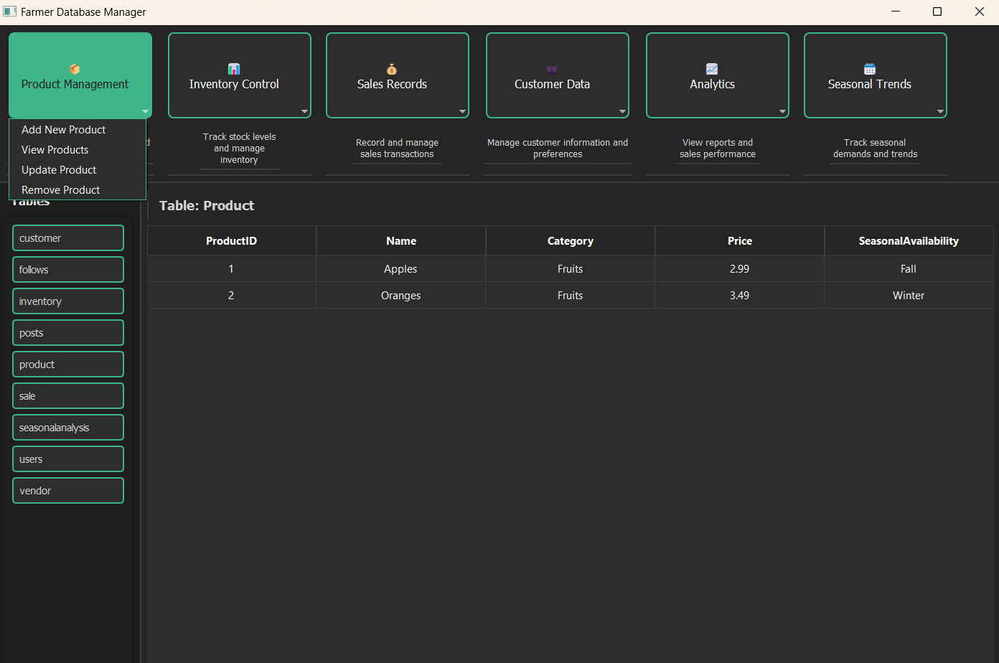 Farmer Database Manager
Product Management
Inventory Control
Sales Records
Customer Data
Analytics
Seasonal Trends
Add New Product
View Products
Update Product
Remove Product
d
Track stock levels
and manage
inventory
Record and manage
sales transactions
Manage customer information and
preferences
View reports and
sales performance
Track seasonal
demands and trends
Tables
customer
follows
inventory
posts
product
sale
seasonalanalysis
users
vendor
Table: Product
ProductID Name Category Price SeasonalAvailability
1 Apples Fruits 2.99 Fall
2 Oranges Fruits 3.49 Winter